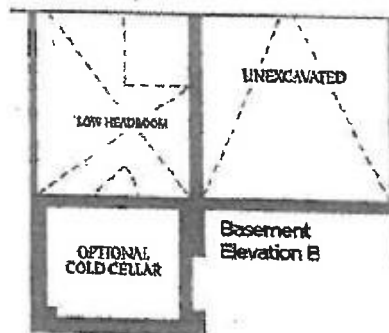 UNEXCAVATED
LOW HEADROOM
OPTIONAL
COLD CELLAR
Basement
Elevation B